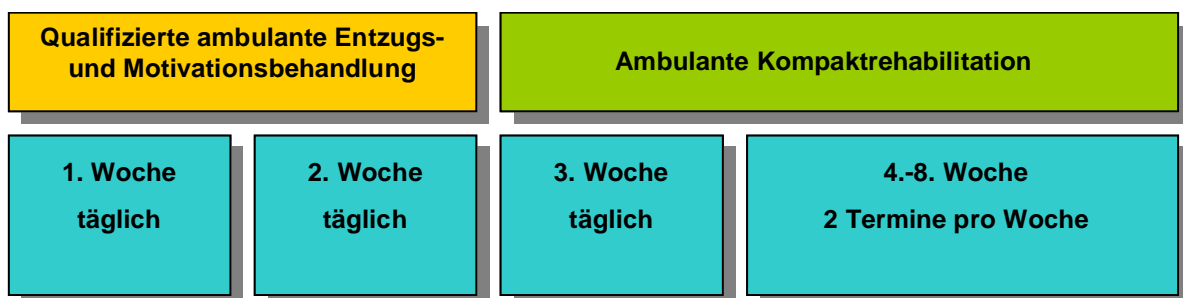 Qualifizierte ambulante Entzugs-
und Motivationsbehandlung
Ambulante Kompaktrehabilitation
1. Woche
täglich
2. Woche
täglich
3. Woche
täglich
4.-8. Woche
2 Termine pro Woche